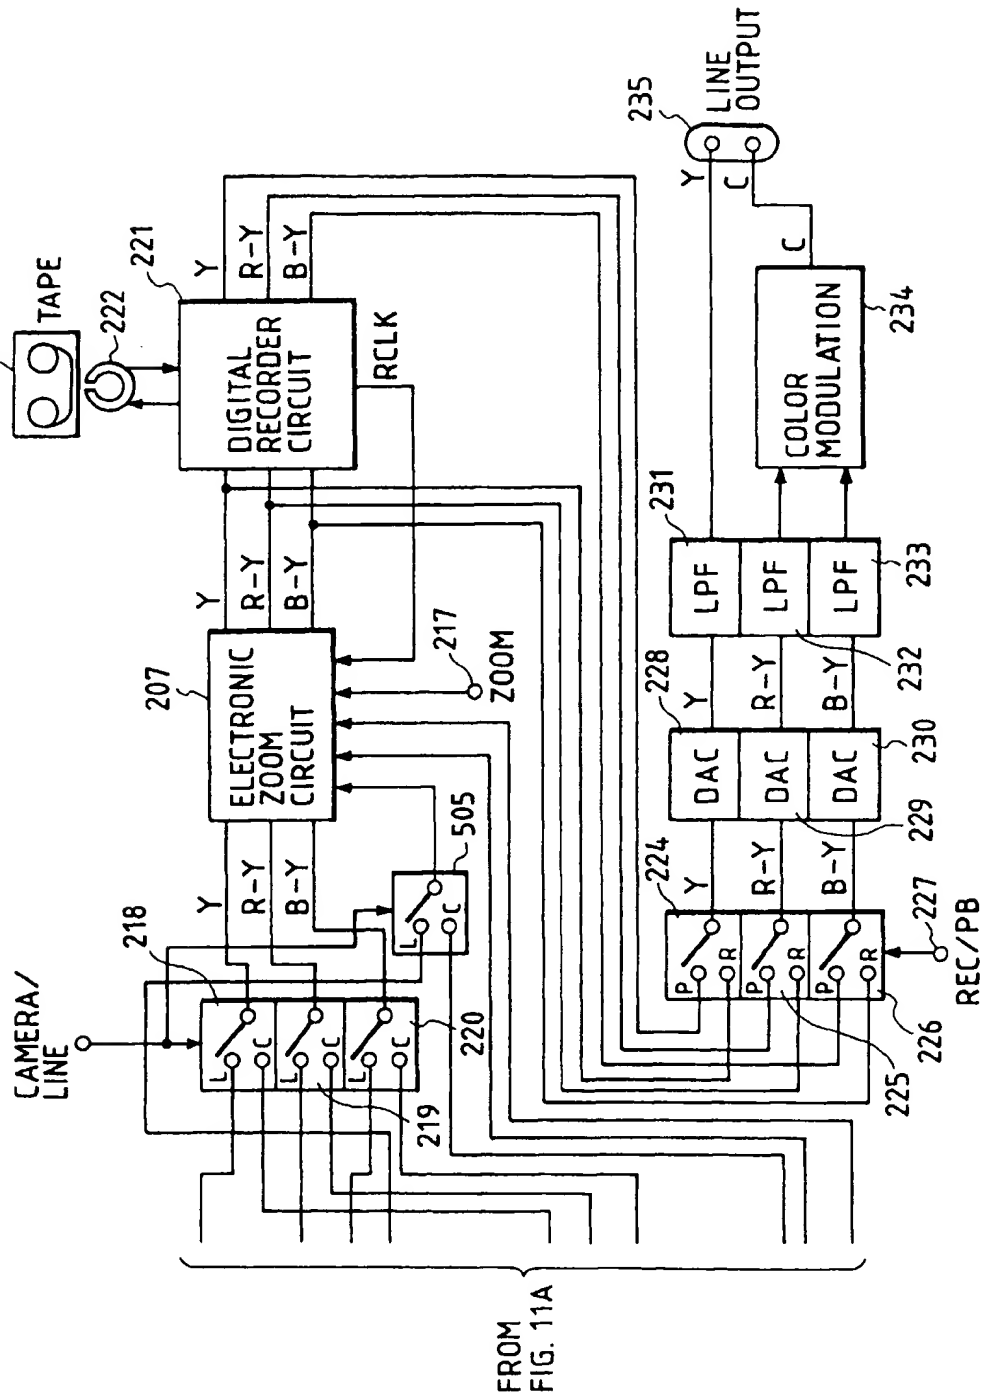 CAMERA/
LINE
218
L
C
L
C
L
C
219
220
Y
R-Y
B-Y
L
C
505
207
ELECTRONIC
ZOOM
CIRCUIT
217
ZOOM
Y
R-Y
B-Y
TAPE
222
221
DIGITAL
RECORDER
CIRCUIT
RCLK
Y
R-Y
B-Y
224
P
R
P
R
P
R
225
226
227
REC/PB
Y
R-Y
B-Y
228
DAC
DAC
DAC
229
230
Y
R-Y
B-Y
231
LPF
LPF
LPF
232
233
COLOR
MODULATION
234
C
Y
C
235
LINE
OUTPUT
FROM
FIG. 11A